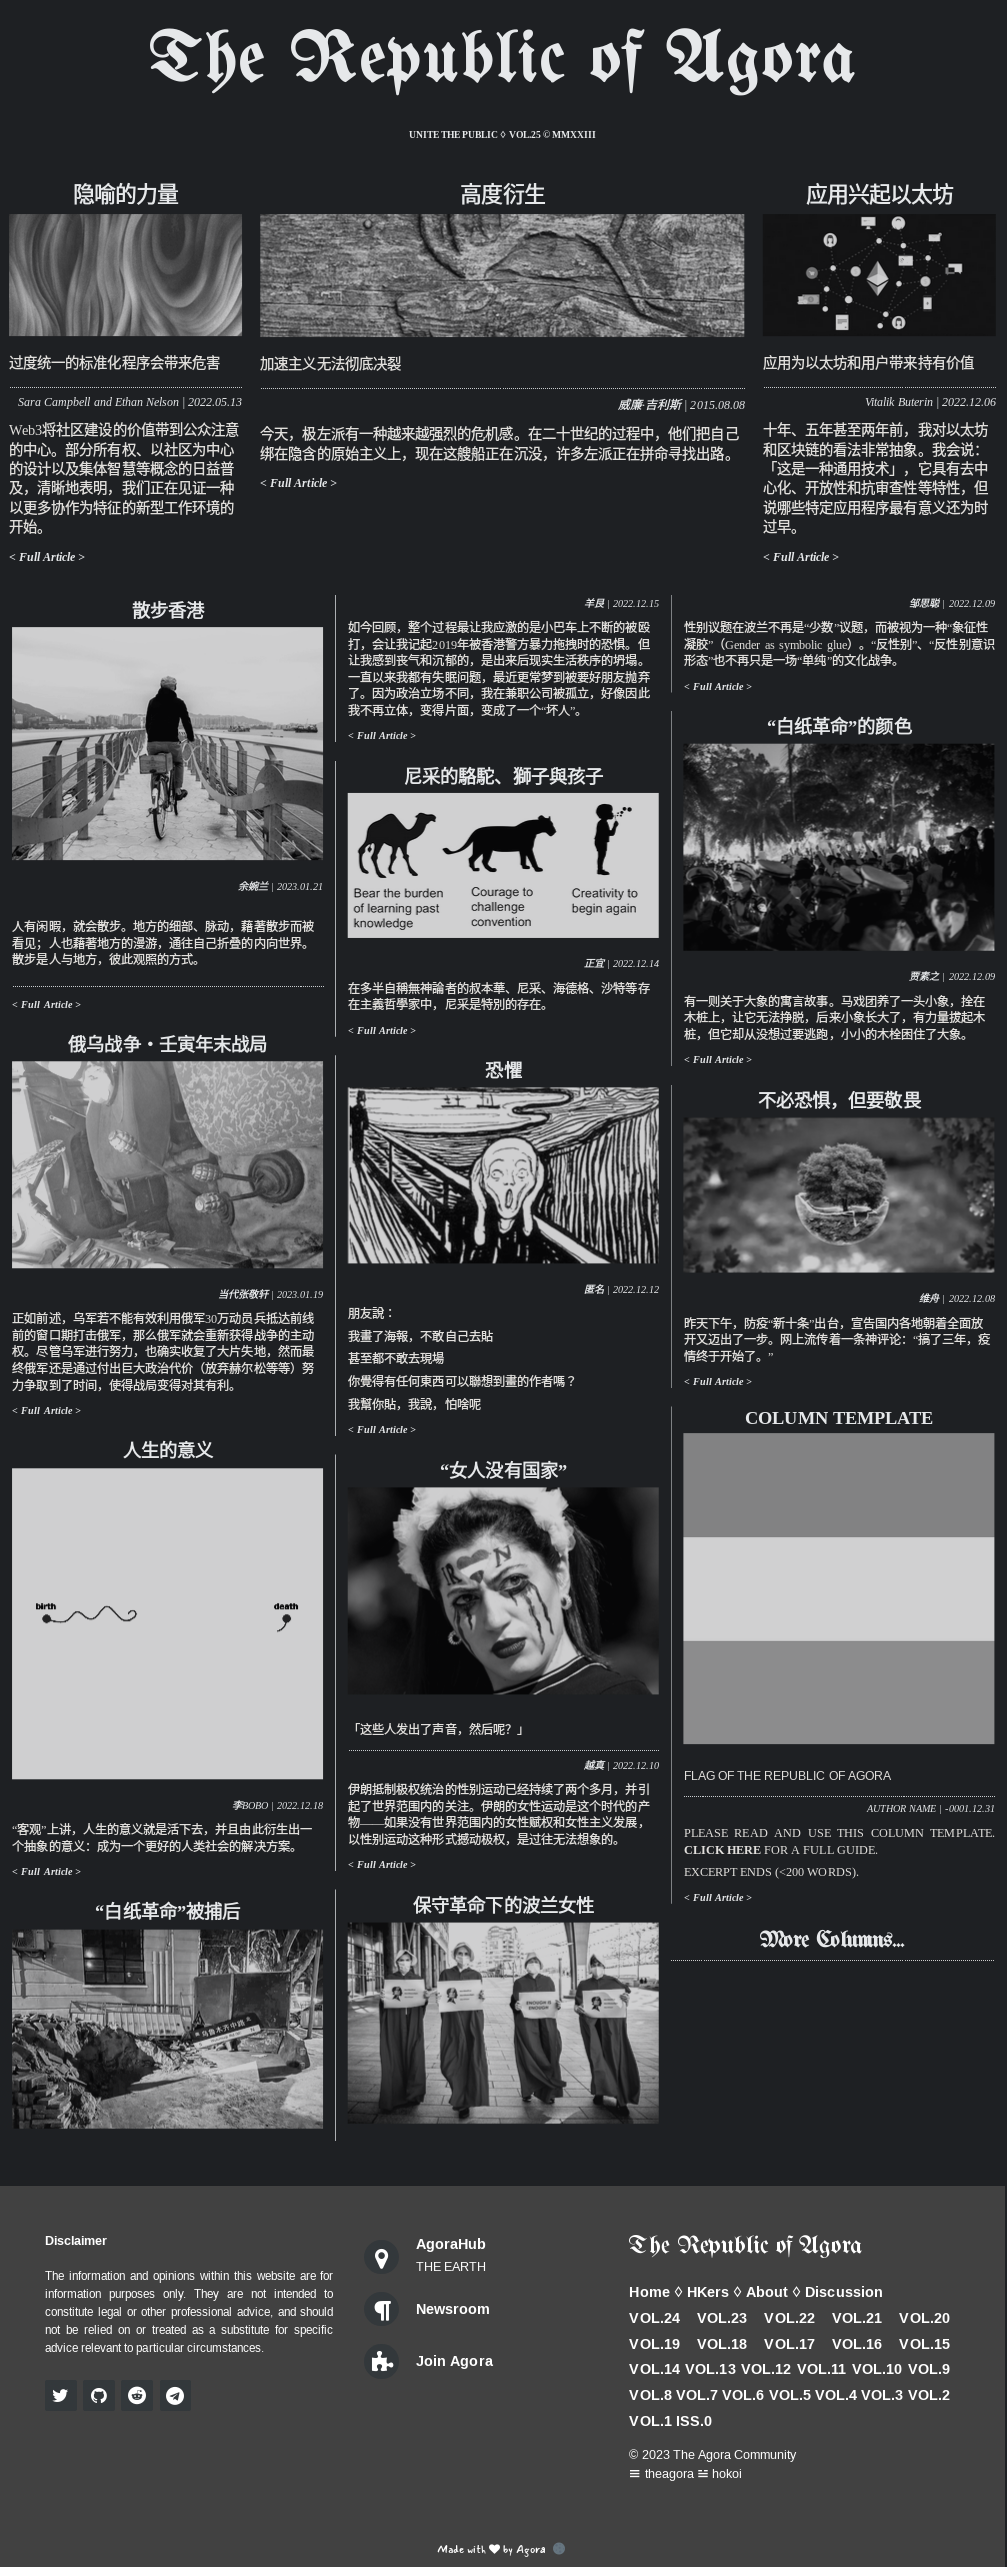 The Republic of Agora
UNITE THE PUBLIC ◊ VOL.25 © MMXXIII
隐喻的力量
过度统一的标准化程序会带来危害
Sara Campbell and Ethan Nelson | 2022.05.13
Web3将社区建设的价值带到公众注意
的中心。部分所有权、以社区为中心
的设计以及集体智慧等概念的日益普
及，清晰地表明，我们正在见证一种
以更多协作为特征的新型工作环境的
开始。
< Full Article >
高度衍生
加速主义无法彻底决裂
威廉·吉利斯 | 2015.08.08
今天，极左派有一种越来越强烈的危机感。在二十世纪的过程中，他们把自己
绑在隐含的原始主义上，现在这艘船正在沉没，许多左派正在拼命寻找出路。
< Full Article >
应用兴起以太坊
应用为以太坊和用户带来持有价值
Vitalik Buterin | 2022.12.06
十年、五年甚至两年前，我对以太坊
和区块链的看法非常抽象。我会说：
「这是一种通用技术」，它具有去中
心化、开放性和抗审查性等特性，但
说哪些特定应用程序最有意义还为时
过早。
< Full Article >
散步香港
余婉兰 | 2023.01.21
人有闲暇，就会散步。地方的细部、脉动，藉著散步而被
看见；人也藉著地方的漫游，通往自己折叠的内向世界。
散步是人与地方，彼此观照的方式。
< Full Article >
俄乌战争・壬寅年末战局
当代张敬轩 | 2023.01.19
正如前述，乌军若不能有效利用俄军30万动员兵抵达前线
前的窗口期打击俄军，那么俄军就会重新获得战争的主动
权。尽管乌军进行努力，也确实收复了大片失地，然而最
终俄军还是通过付出巨大政治代价（放弃赫尔松等等）努
力争取到了时间，使得战局变得对其有利。
< Full Article >
人生的意义
birth
death
李BOBO | 2022.12.18
“客观”上讲，人生的意义就是活下去，并且由此衍生出一
个抽象的意义：成为一个更好的人类社会的解决方案。
< Full Article >
“白纸革命”被捕后
乌鲁木齐中路
羊艮 | 2022.12.15
如今回顾，整个过程最让我应激的是小巴车上不断的被殴
打，会让我记起2019年被香港警方暴力拖拽时的恐惧。但
让我感到丧气和沉郁的，是出来后现实生活秩序的坍塌。
一直以来我都有失眠问题，最近更常梦到被要好朋友抛弃
了。因为政治立场不同，我在兼职公司被孤立，好像因此
我不再立体，变得片面，变成了一个“坏人”。
< Full Article >
尼采的駱駝、獅子與孩子
Bear the burden
of learning past
knowledge
Courage to
challenge
convention
Creativity to
begin again
正宜 | 2022.12.14
在多半自稱無神論者的叔本華、尼采、海德格、沙特等存
在主義哲學家中，尼采是特別的存在。
< Full Article >
恐懼
匿名 | 2022.12.12
朋友說：
我畫了海報，不敢自己去貼
甚至都不敢去現場
你覺得有任何東西可以聯想到畫的作者嗎？
我幫你貼，我說，怕啥呢
< Full Article >
“女人没有国家”
「这些人发出了声音，然后呢？」
越真 | 2022.12.10
伊朗抵制极权统治的性别运动已经持续了两个多月，并引
起了世界范围内的关注。伊朗的女性运动是这个时代的产
物——如果没有世界范围内的女性赋权和女性主义发展，
以性别运动这种形式撼动极权，是过往无法想象的。
< Full Article >
保守革命下的波兰女性
ENOUGH IS
ENOUGH
邹思聪 | 2022.12.09
性别议题在波兰不再是“少数”议题，而被视为一种“象征性
凝胶”（Gender as symbolic glue）。“反性别”、“反性别意识
形态”也不再只是一场“单纯”的文化战争。
< Full Article >
“白纸革命”的颜色
贾素之 | 2022.12.09
有一则关于大象的寓言故事。马戏团养了一头小象，拴在
木桩上，让它无法挣脱，后来小象长大了，有力量拔起木
桩，但它却从没想过要逃跑，小小的木栓困住了大象。
< Full Article >
不必恐惧，但要敬畏
维舟 | 2022.12.08
昨天下午，防疫“新十条”出台，宣告国内各地朝着全面放
开又迈出了一步。网上流传着一条神评论：“搞了三年，疫
情终于开始了。”
< Full Article >
COLUMN TEMPLATE
FLAG OF THE REPUBLIC OF AGORA
AUTHOR NAME | -0001.12.31
PLEASE READ AND USE THIS COLUMN TEMPLATE.
CLICK HERE FOR A FULL GUIDE.
EXCERPT ENDS (<200 WORDS).
< Full Article >
More Columns...
Disclaimer
The information and opinions within this website are for
information purposes only. They are not intended to
constitute legal or other professional advice, and should
not be relied on or treated as a substitute for specific
advice relevant to particular circumstances.
AgoraHub
THE EARTH
Newsroom
Join Agora
The Republic of Agora
Home ◊ HKers ◊ About ◊ Discussion
VOL.24 VOL.23 VOL.22 VOL.21 VOL.20
VOL.19 VOL.18 VOL.17 VOL.16 VOL.15
VOL.14 VOL.13 VOL.12 VOL.11 VOL.10 VOL.9
VOL.8 VOL.7 VOL.6 VOL.5 VOL.4 VOL.3 VOL.2
VOL.1 ISS.0
© 2023 The Agora Community
𝌆 theagora ䷜ hokoi
Made with ♥ by Agora